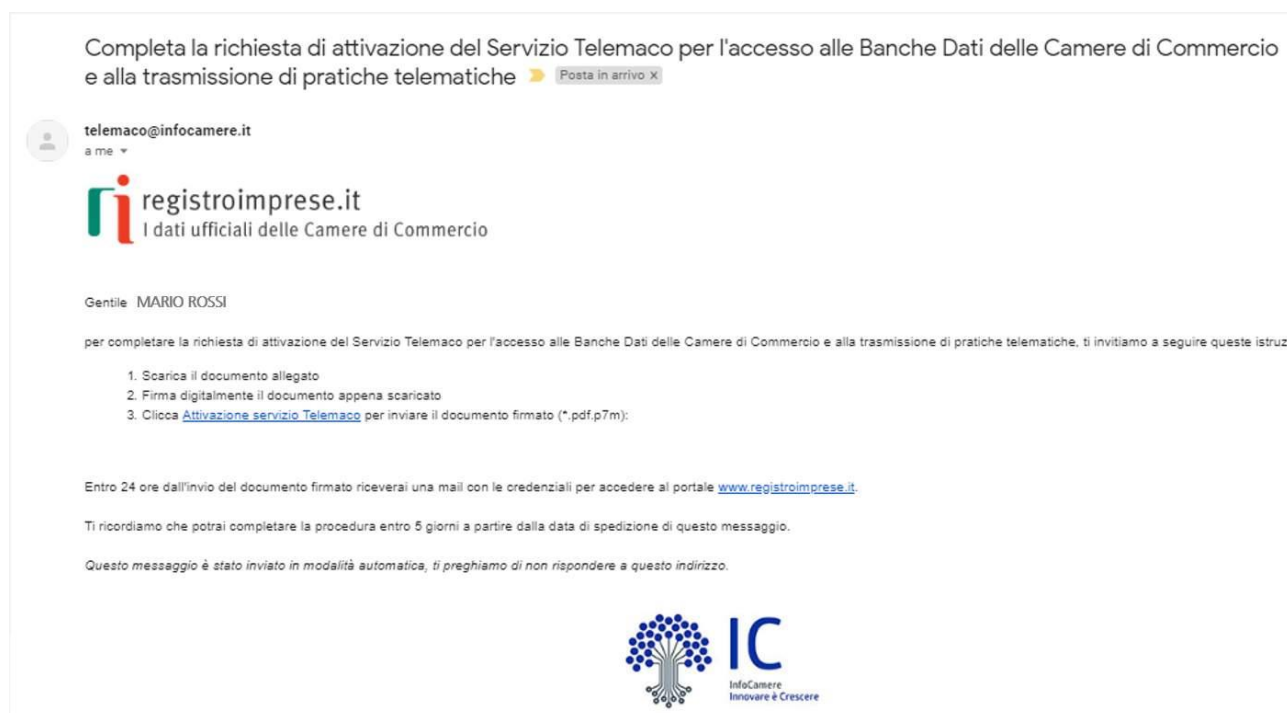 Completa la richiesta di attivazione del Servizio Telemaco per l'accesso alle Banche Dati delle Camere di Commercio
e alla trasmissione di pratiche telematiche Posta in arrivo x
telemaco@infocamere.it
a me
ri registroimprese.it
I dati ufficiali delle Camere di Commercio
Gentile MARIO ROSSI
per completare la richiesta di attivazione del Servizio Telemaco per l'accesso alle Banche Dati delle Camere di Commercio e alla trasmissione di pratiche telematiche, ti invitiamo a seguire queste istruz
1. Scarica il documento allegato
2. Firma digitalmente il documento appena scaricato
3. Clicca Attivazione servizio Telemaco per inviare il documento firmato (*.pdf.p7m):
Entro 24 ore dall'invio del documento firmato riceverai una mail con le credenziali per accedere al portale www.registroimprese.it.
Ti ricordiamo che potrai completare la procedura entro 5 giorni a partire dalla data di spedizione di questo messaggio.
Questo messaggio è stato inviato in modalità automatica, ti preghiamo di non rispondere a questo indirizzo.
IC
InfoCamere
Innovare è Crescere